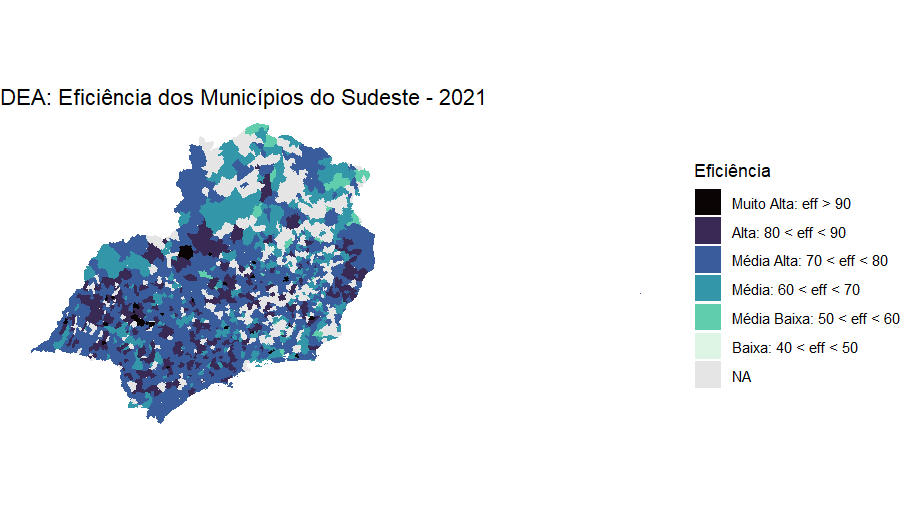 DEA: Eficiência dos Municípios do Sudeste - 2021
Eficiência
Muito Alta: eff > 90
Alta: 80 < eff < 90
Média Alta: 70 < eff < 80
Média: 60 < eff < 70
Média Baixa: 50 < eff < 60
Baixa: 40 < eff < 50
NA